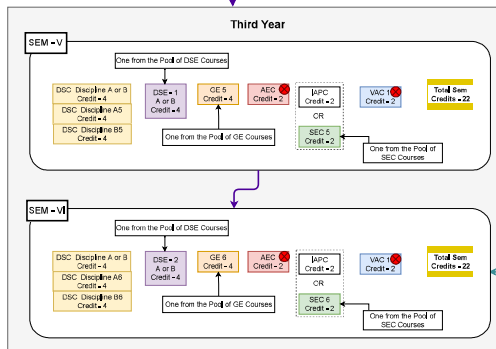 Third Year
SEM - V
One from the Pool of DSE Courses
DSC Discipline A or B
Credit - 4
DSC Discipline A5
Credit - 4
DSC Discipline B5
Credit - 4
DSE - 1
A or B
Credit - 4
GE 5
Credit - 4
AEC
Credit - 2
IAPC
Credit - 2
OR
SEC 5
Credit - 2
VAC 1
Credit - 2
Total Sem
Credits - 22
One from the Pool of GE Courses
One from the Pool of
SEC Courses
SEM - VI
One from the Pool of DSE Courses
DSC Discipline A or B
Credit - 4
DSC Discipline A6
Credit - 4
DSC Discipline B6
Credit - 4
DSE - 2
A or B
Credit - 4
GE 6
Credit - 4
AEC
Credit - 2
IAPC
Credit - 2
OR
SEC 6
Credit - 2
VAC 1
Credit - 2
Total Sem
Credits - 22
One from the Pool of GE Courses
One from the Pool of
SEC Courses